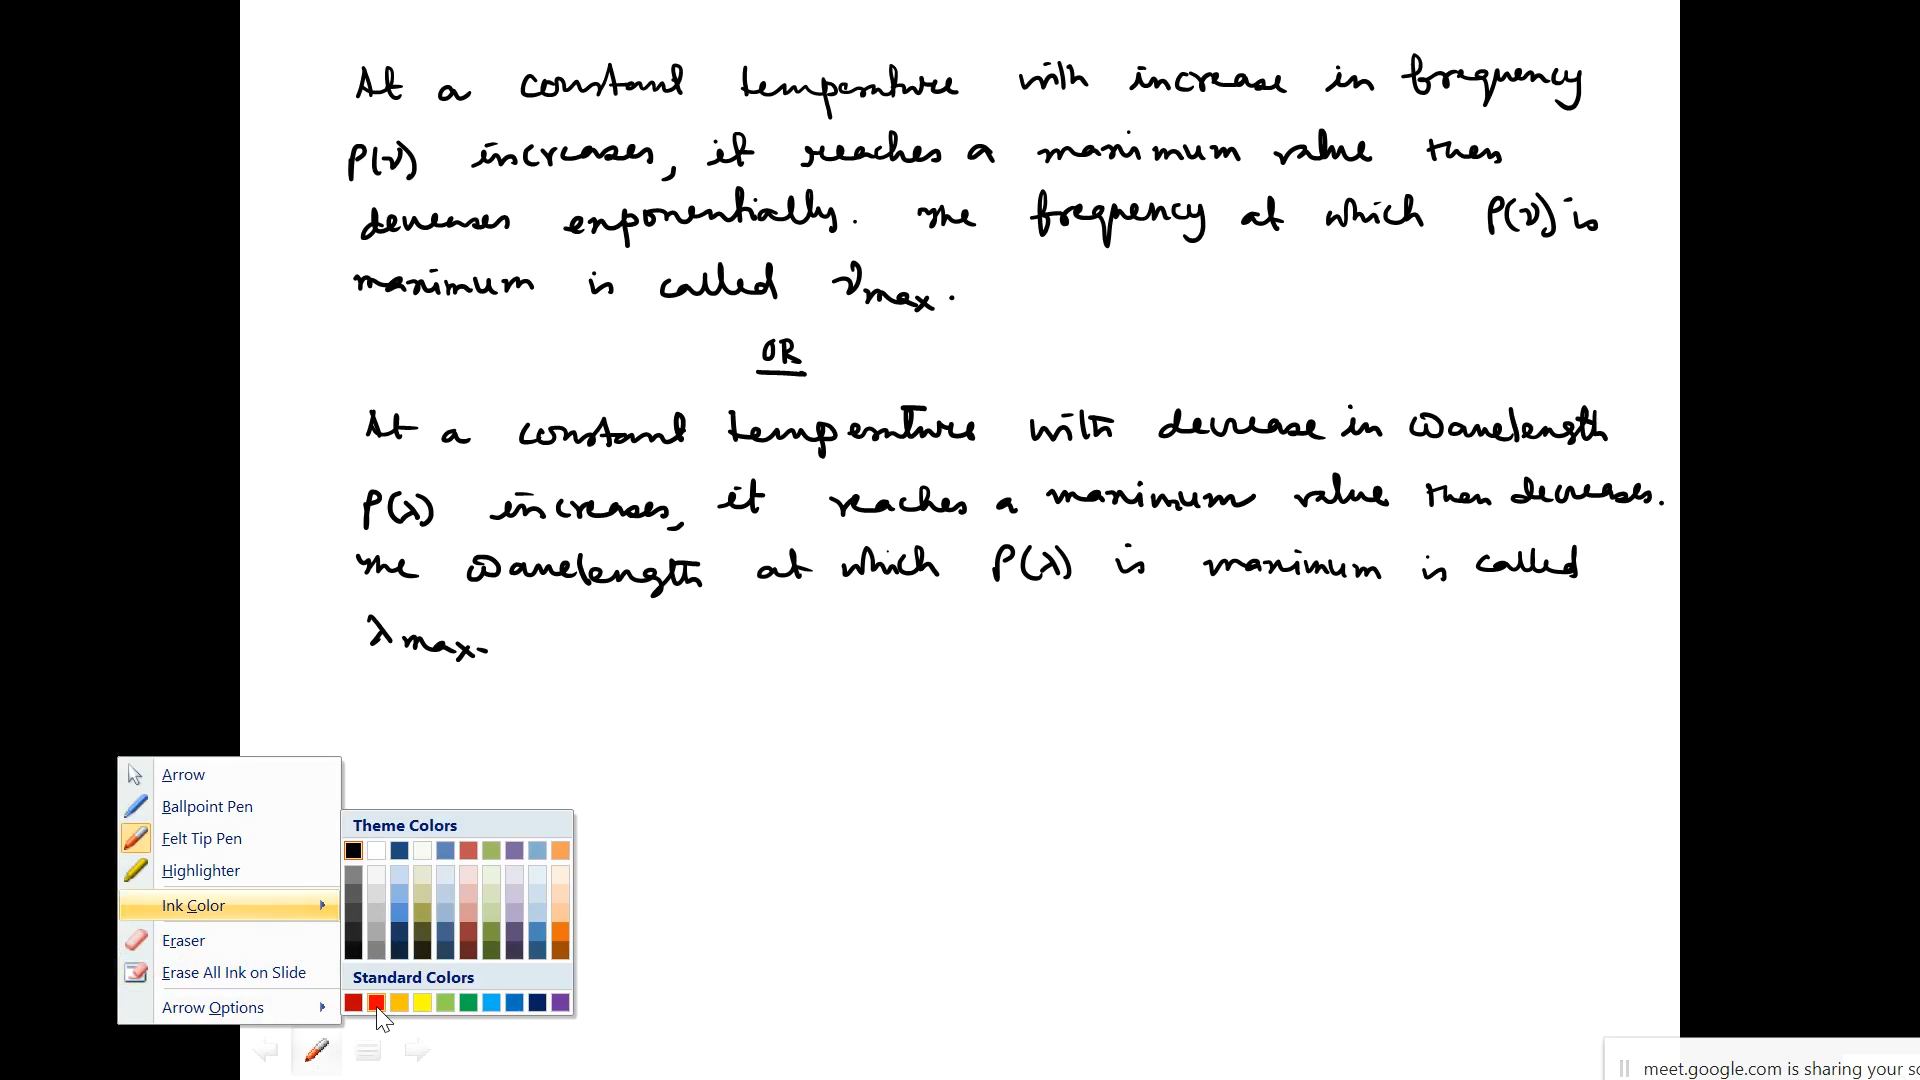 At a constant temperature with increase in frequency
ρ(ν) increases, it reaches a maximum value then
decreases exponentially. The frequency at which ρ(ν) is
maximum is called νmax.
OR
At a constant temperature with decrease in wavelength
ρ(λ) increases, it reaches a maximum value then decreases.
The wavelength at which ρ(λ) is maximum is called
λmax.
Arrow
Ballpoint Pen
Felt Tip Pen
Highlighter
Ink Color
Eraser
Erase All Ink on Slide
Arrow Options
Theme Colors
Standard Colors
meet.google.com is sharing your sc